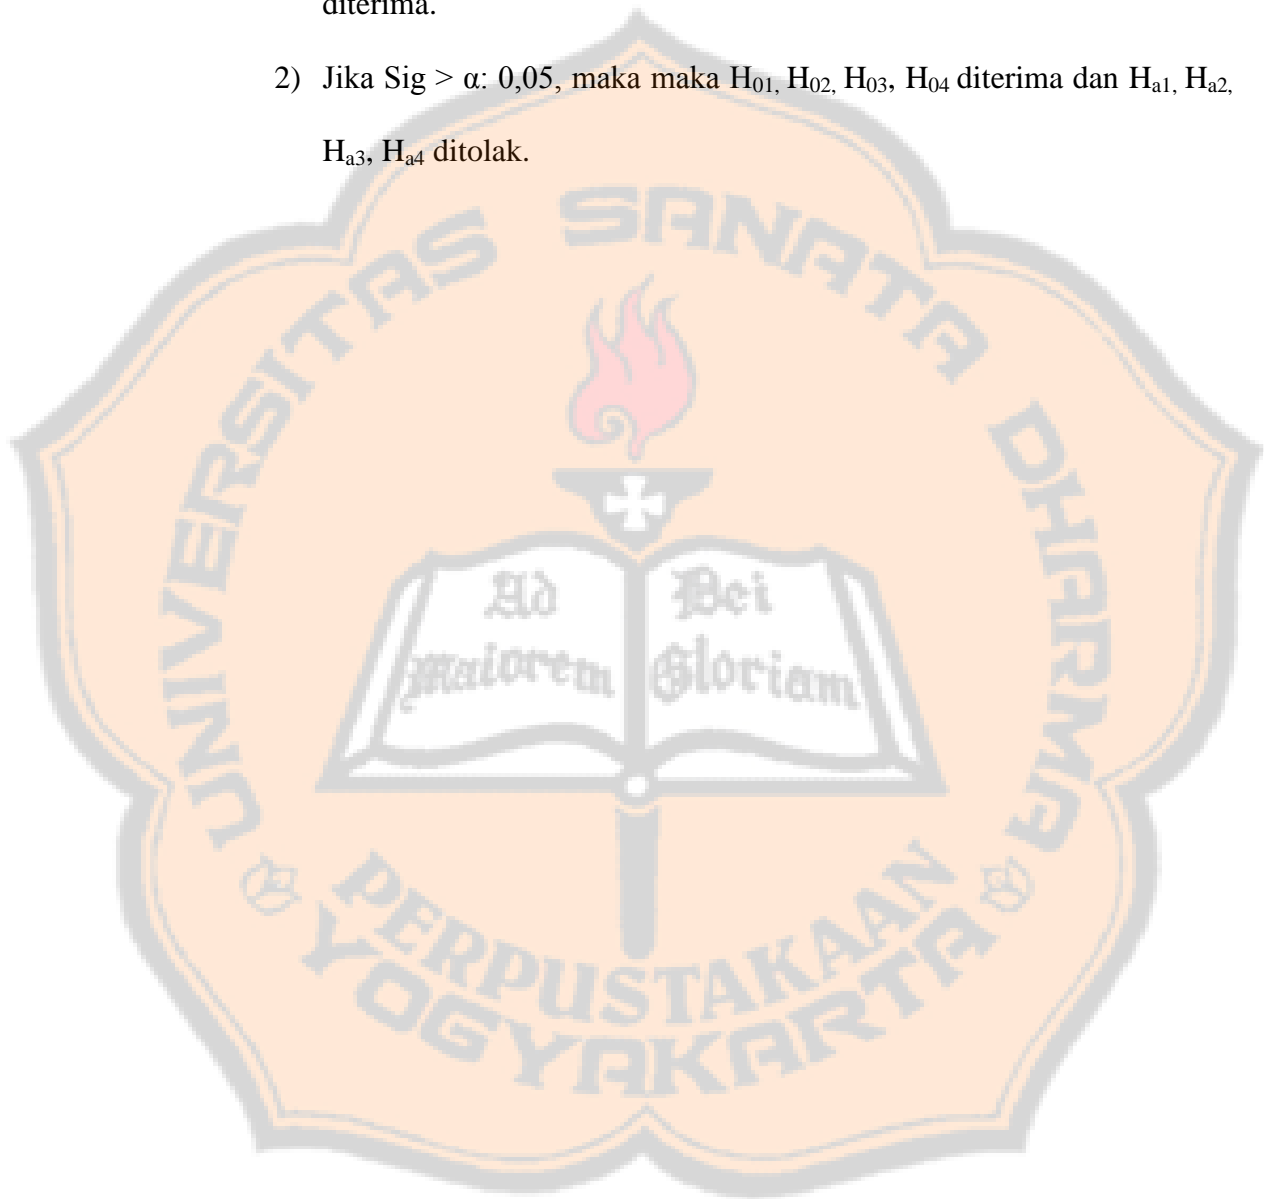 diterima.
2) Jika Sig > α: 0,05, maka maka H01, H02, H03, H04 diterima dan Ha1, Ha2,
Ha3, Ha4 ditolak.
UNIVERSITAS SANATA DHARMA
Ad Dei
Maiorem Gloriam
PERPUSTAKAAN
YOGYAKARTA